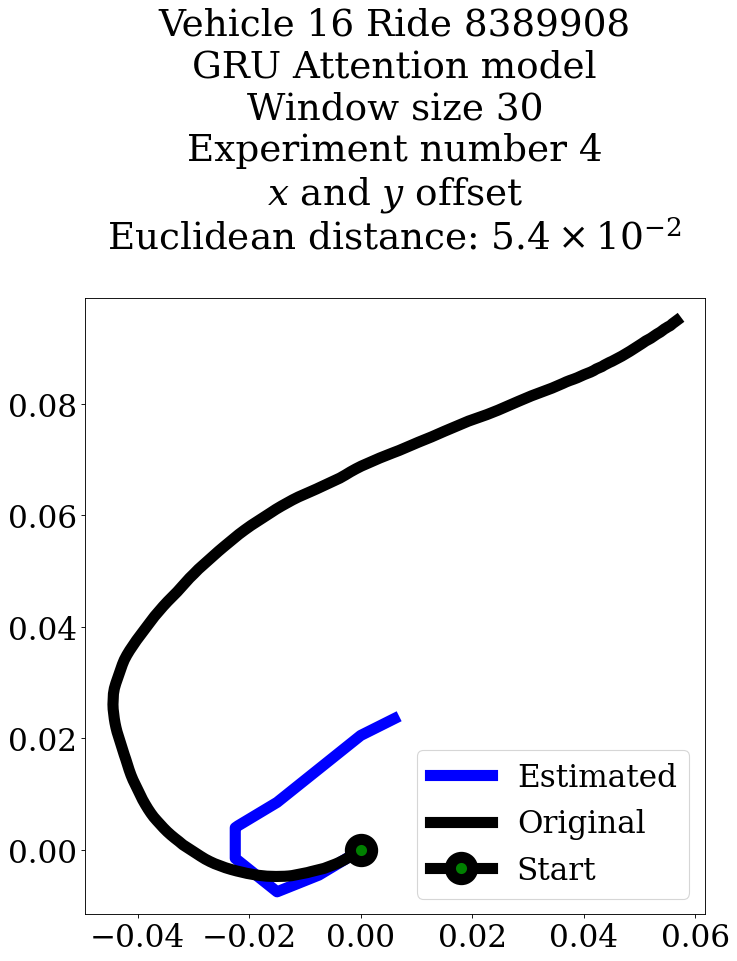 Vehicle 16 Ride 8389908
GRU Attention model
Window size 30
Experiment number 4
x and y offset
Euclidean distance: 5.4 × 10⁻²
0.08
0.06
0.04
0.02
0.00
Estimated
Original
Start
−0.04 −0.02 0.00 0.02 0.04 0.06